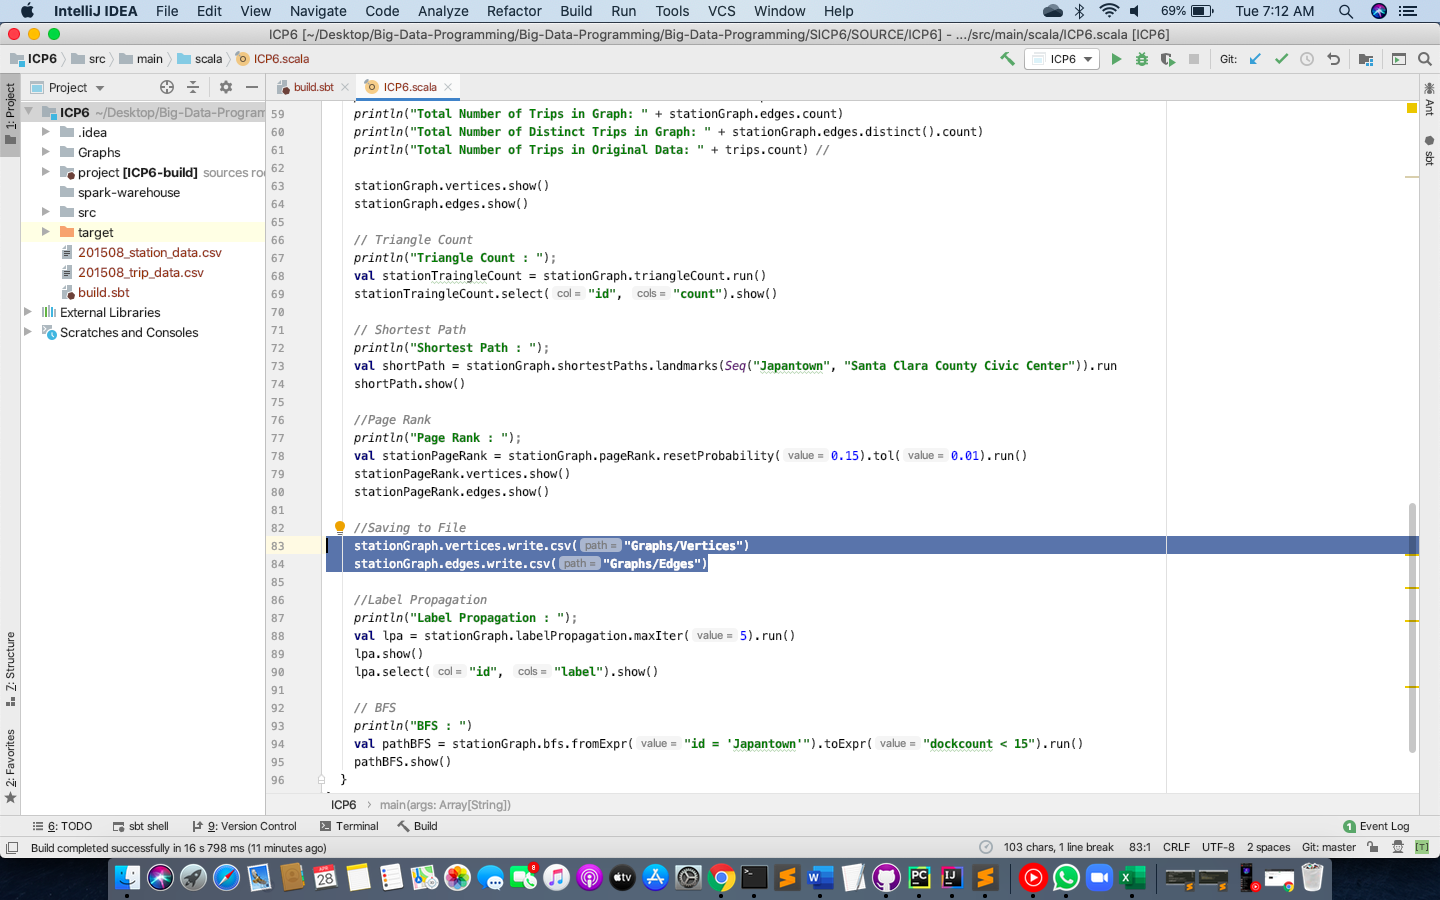 IntelliJ IDEA File Edit View Navigate Code Analyze Refactor Build Run Tools VCS Window Help 69% Tue 7:12 AM
ICP6 [~/Desktop/Big-Data-Programming/Big-Data-Programming/Big-Data-Programming/SICP6/SOURCE/ICP6] - .../src/main/scala/ICP6.scala [ICP6]
ICP6 src main scala ICP6.scala ICP6 Git:
Project build.sbt ICP6.scala
1: Project
Z: Structure
2: Favorites
Ant
sbt
ICP6 ~/Desktop/Big-Data-Program
.idea
Graphs
project [ICP6-build] sources roo
spark-warehouse
src
target
201508_station_data.csv
201508_trip_data.csv
build.sbt
External Libraries
Scratches and Consoles
59 println("Total Number of Trips in Graph: " + stationGraph.edges.count)
60 println("Total Number of Distinct Trips in Graph: " + stationGraph.edges.distinct().count)
61 println("Total Number of Trips in Original Data: " + trips.count) //
62
63 stationGraph.vertices.show()
64 stationGraph.edges.show()
65
66 // Triangle Count
67 println("Triangle Count : ");
68 val stationTraingleCount = stationGraph.triangleCount.run()
69 stationTraingleCount.select( col = "id", cols = "count").show()
70
71 // Shortest Path
72 println("Shortest Path : ");
73 val shortPath = stationGraph.shortestPaths.landmarks(Seq("Japantown", "Santa Clara County Civic Center")).run
74 shortPath.show()
75
76 //Page Rank
77 println("Page Rank : ");
78 val stationPageRank = stationGraph.pageRank.resetProbability( value = 0.15).tol( value = 0.01).run()
79 stationPageRank.vertices.show()
80 stationPageRank.edges.show()
81
82 //Saving to File
83 stationGraph.vertices.write.csv( path = "Graphs/Vertices")
84 stationGraph.edges.write.csv( path = "Graphs/Edges")
85
86 //Label Propagation
87 println("Label Propagation : ");
88 val lpa = stationGraph.labelPropagation.maxIter( value = 5).run()
89 lpa.show()
90 lpa.select( col = "id", cols = "label").show()
91
92 // BFS
93 println("BFS : ")
94 val pathBFS = stationGraph.bfs.fromExpr( value = "id = 'Japantown'").toExpr( value = "dockcount < 15").run()
95 pathBFS.show()
96 }
ICP6 › main(args: Array[String])
6: TODO sbt shell 9: Version Control Terminal Build 1 Event Log
Build completed successfully in 16 s 798 ms (11 minutes ago) 103 chars, 1 line break 83:1 CRLF UTF-8 2 spaces Git: master [T]
APR 28 8 tv W PC IJ X